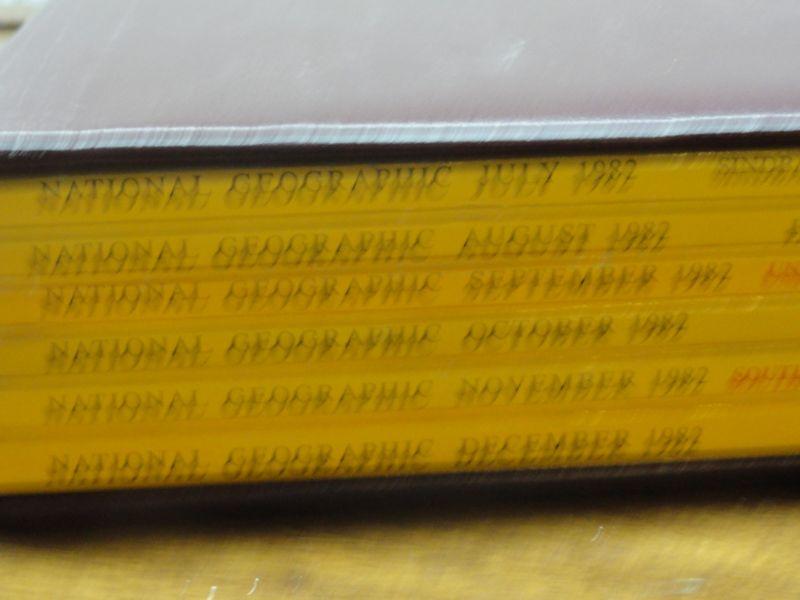 NATIONAL GEOGRAPHIC JULY 1982
NATIONAL GEOGRAPHIC AUGUST 1982
NATIONAL GEOGRAPHIC SEPTEMBER 1982
NATIONAL GEOGRAPHIC OCTOBER 1982
NATIONAL GEOGRAPHIC NOVEMBER 1982 SOUTH
NATIONAL GEOGRAPHIC DECEMBER 1982